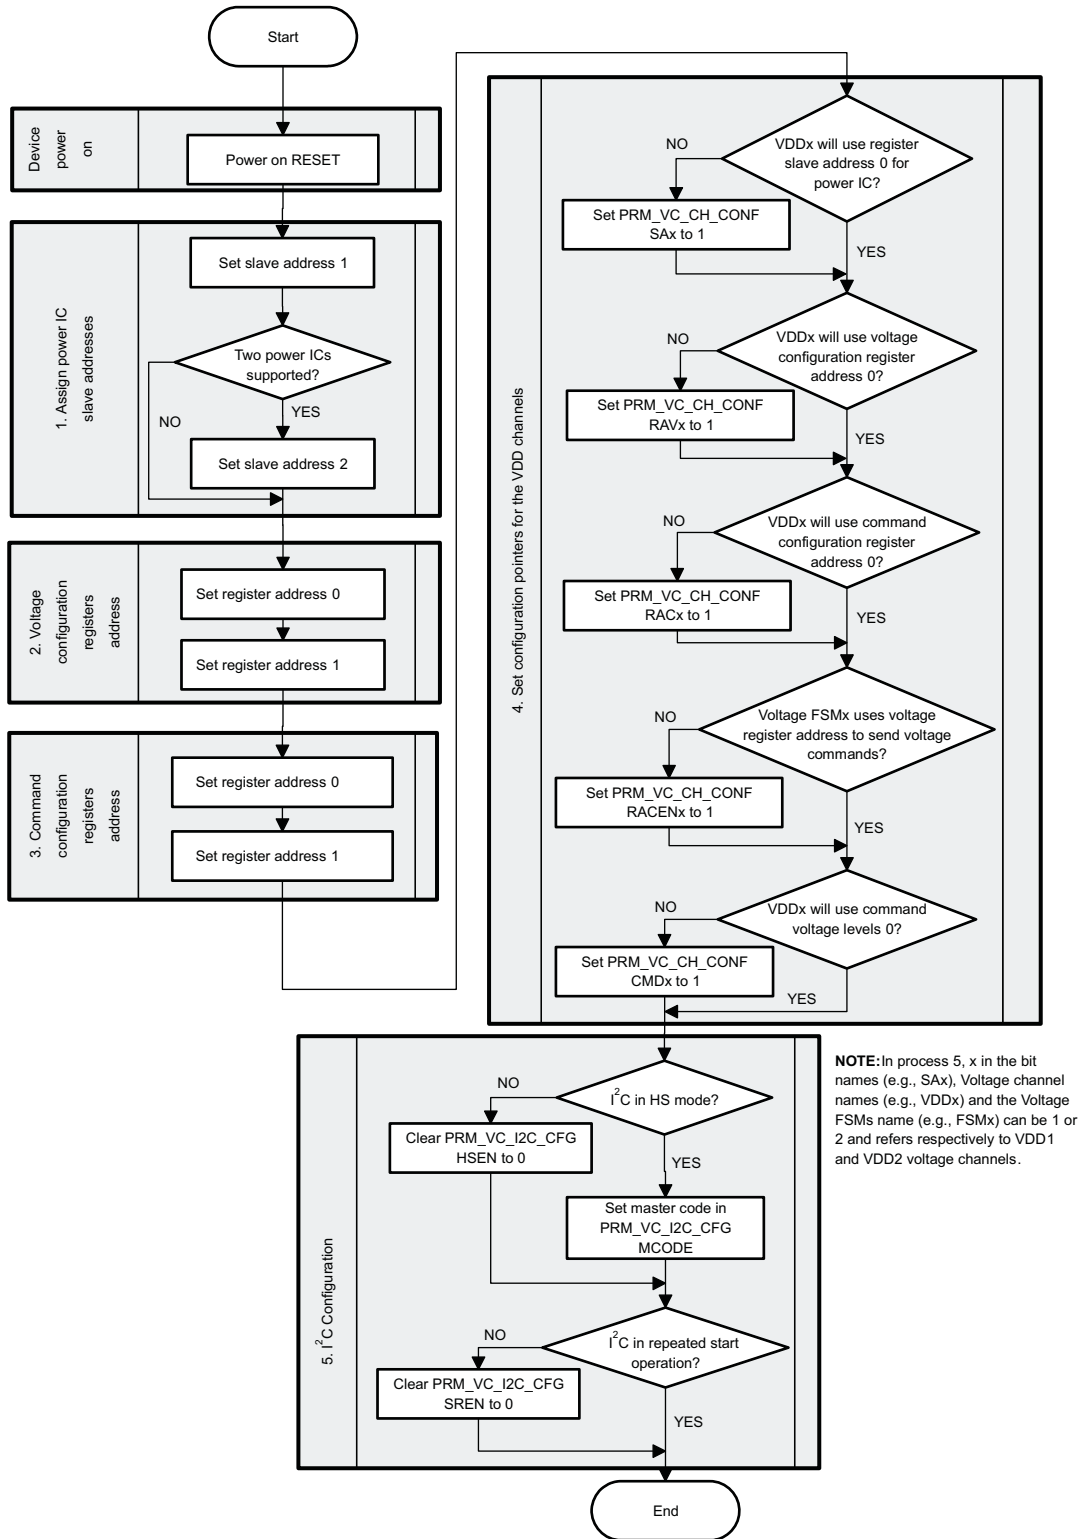 Start
Device
power
on
Power on RESET
1. Assign power IC
slave addresses
Set slave address 1
Two power ICs
supported?
YES
NO
Set slave address 2
2. Voltage
configuration
registers
address
Set register address 0
Set register address 1
3. Command
configuration
registers
address
Set register address 0
Set register address 1
4. Set configuration pointers for the VDD channels
VDDx will use register
slave address 0 for
power IC?
NO
Set PRM_VC_CH_CONF
SAx to 1
YES
VDDx will use voltage
configuration register
address 0?
NO
Set PRM_VC_CH_CONF
RAVx to 1
YES
VDDx will use command
configuration register
address 0?
NO
Set PRM_VC_CH_CONF
RACx to 1
YES
Voltage FSMx uses voltage
register address to send voltage
commands?
NO
Set PRM_VC_CH_CONF
RACENx to 1
YES
VDDx will use command
voltage levels 0?
NO
Set PRM_VC_CH_CONF
CMDx to 1
YES
5. I²C Configuration
I²C in HS mode?
NO
Clear PRM_VC_I2C_CFG
HSEN to 0
YES
Set master code in
PRM_VC_I2C_CFG
MCODE
I²C in repeated start
operation?
NO
Clear PRM_VC_I2C_CFG
SREN to 0
YES
End
NOTE:In process 5, x in the bit
names (e.g., SAx), Voltage channel
names (e.g., VDDx) and the Voltage
FSMs name (e.g., FSMx) can be 1 or
2 and refers respectively to VDD1
and VDD2 voltage channels.